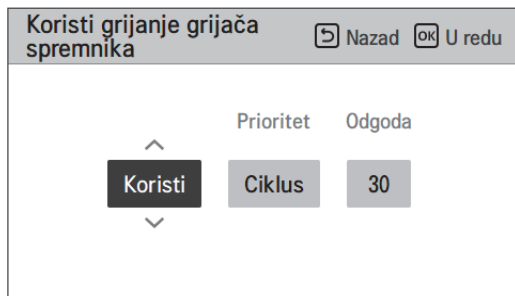 Koristi grijanje grijača
spremnika
Nazad OK U redu
Prioritet Odgoda
Koristi Ciklus 30